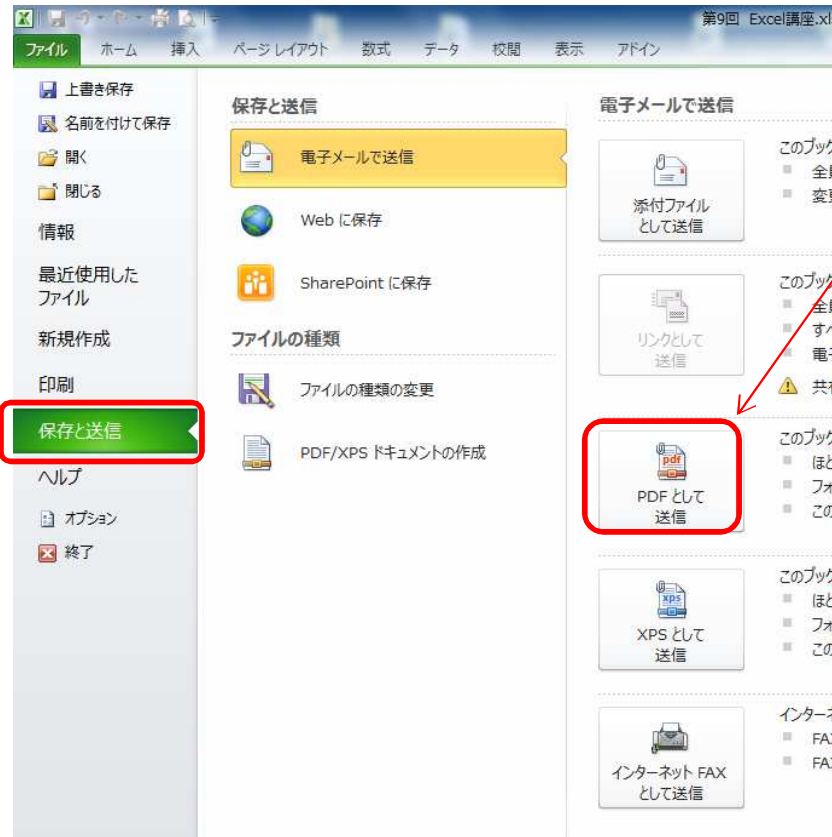 第9回 Excel講座.xl
ファイル ホーム 挿入 ページ レイアウト 数式 データ 校閲 表示 アドイン
上書き保存
名前を付けて保存
開く
閉じる
情報
最近使用した
ファイル
新規作成
印刷
保存と送信
ヘルプ
オプション
終了
保存と送信
電子メールで送信
Web に保存
SharePoint に保存
ファイルの種類
ファイルの種類の変更
PDF/XPS ドキュメントの作成
電子メールで送信
添付ファイル
として送信
このブック
全
変
リンクとして
送信
このブック
全
すべ
電子
共有
pdf
PDF として
送信
このブック
ほと
フォ
この
xps
XPS として
送信
このブック
ほと
フォ
この
インターネット FAX
として送信
インターネ
FAX
FAX